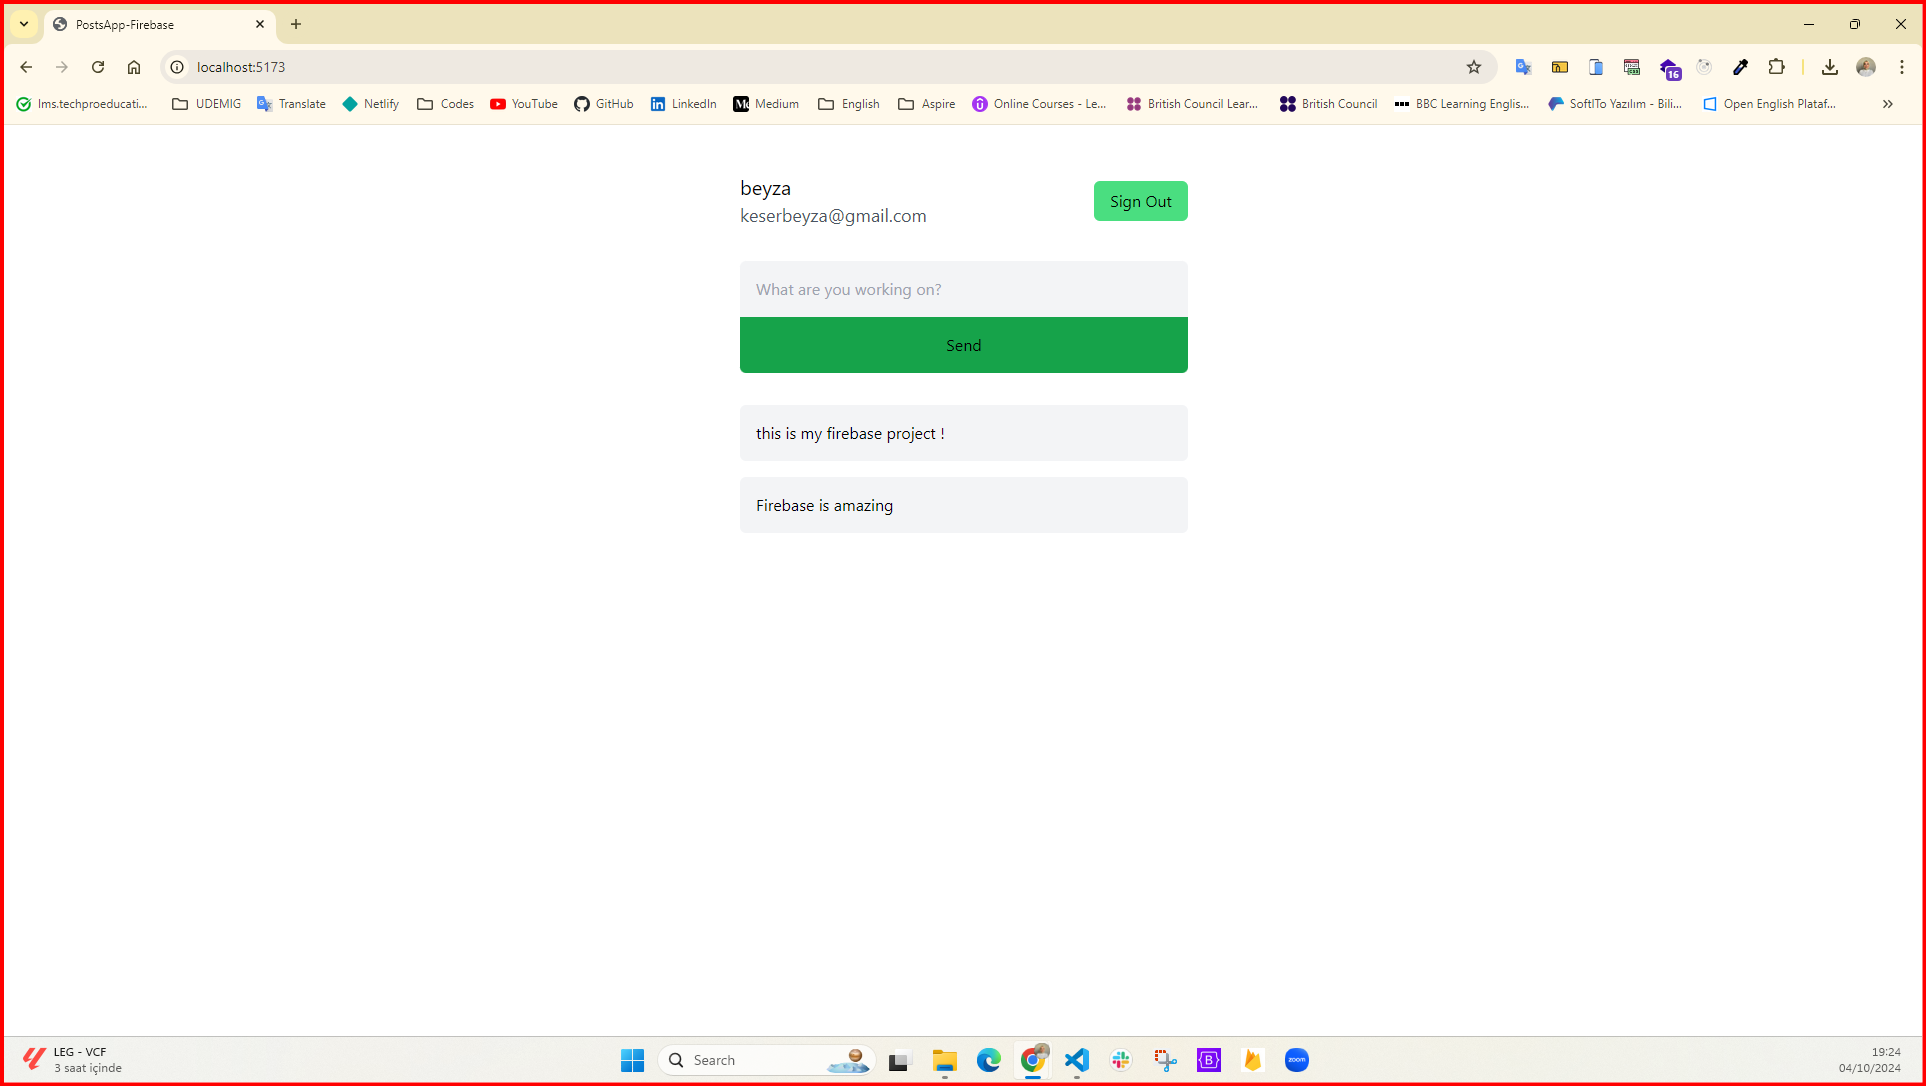 PostsApp-Firebase
localhost:5173
16
lms.techproeducati...
UDEMIG
Translate
Netlify
Codes
YouTube
GitHub
LinkedIn
Medium
English
Aspire
Online Courses - Le...
British Council Lear...
British Council
BBC Learning Englis...
SoftITo Yazılım - Bili...
Open English Plataf...
beyza
keserbeyza@gmail.com
Sign Out
What are you working on?
Send
this is my firebase project !
Firebase is amazing
LEG - VCF
3 saat içinde
Search
zoom
19:24
04/10/2024